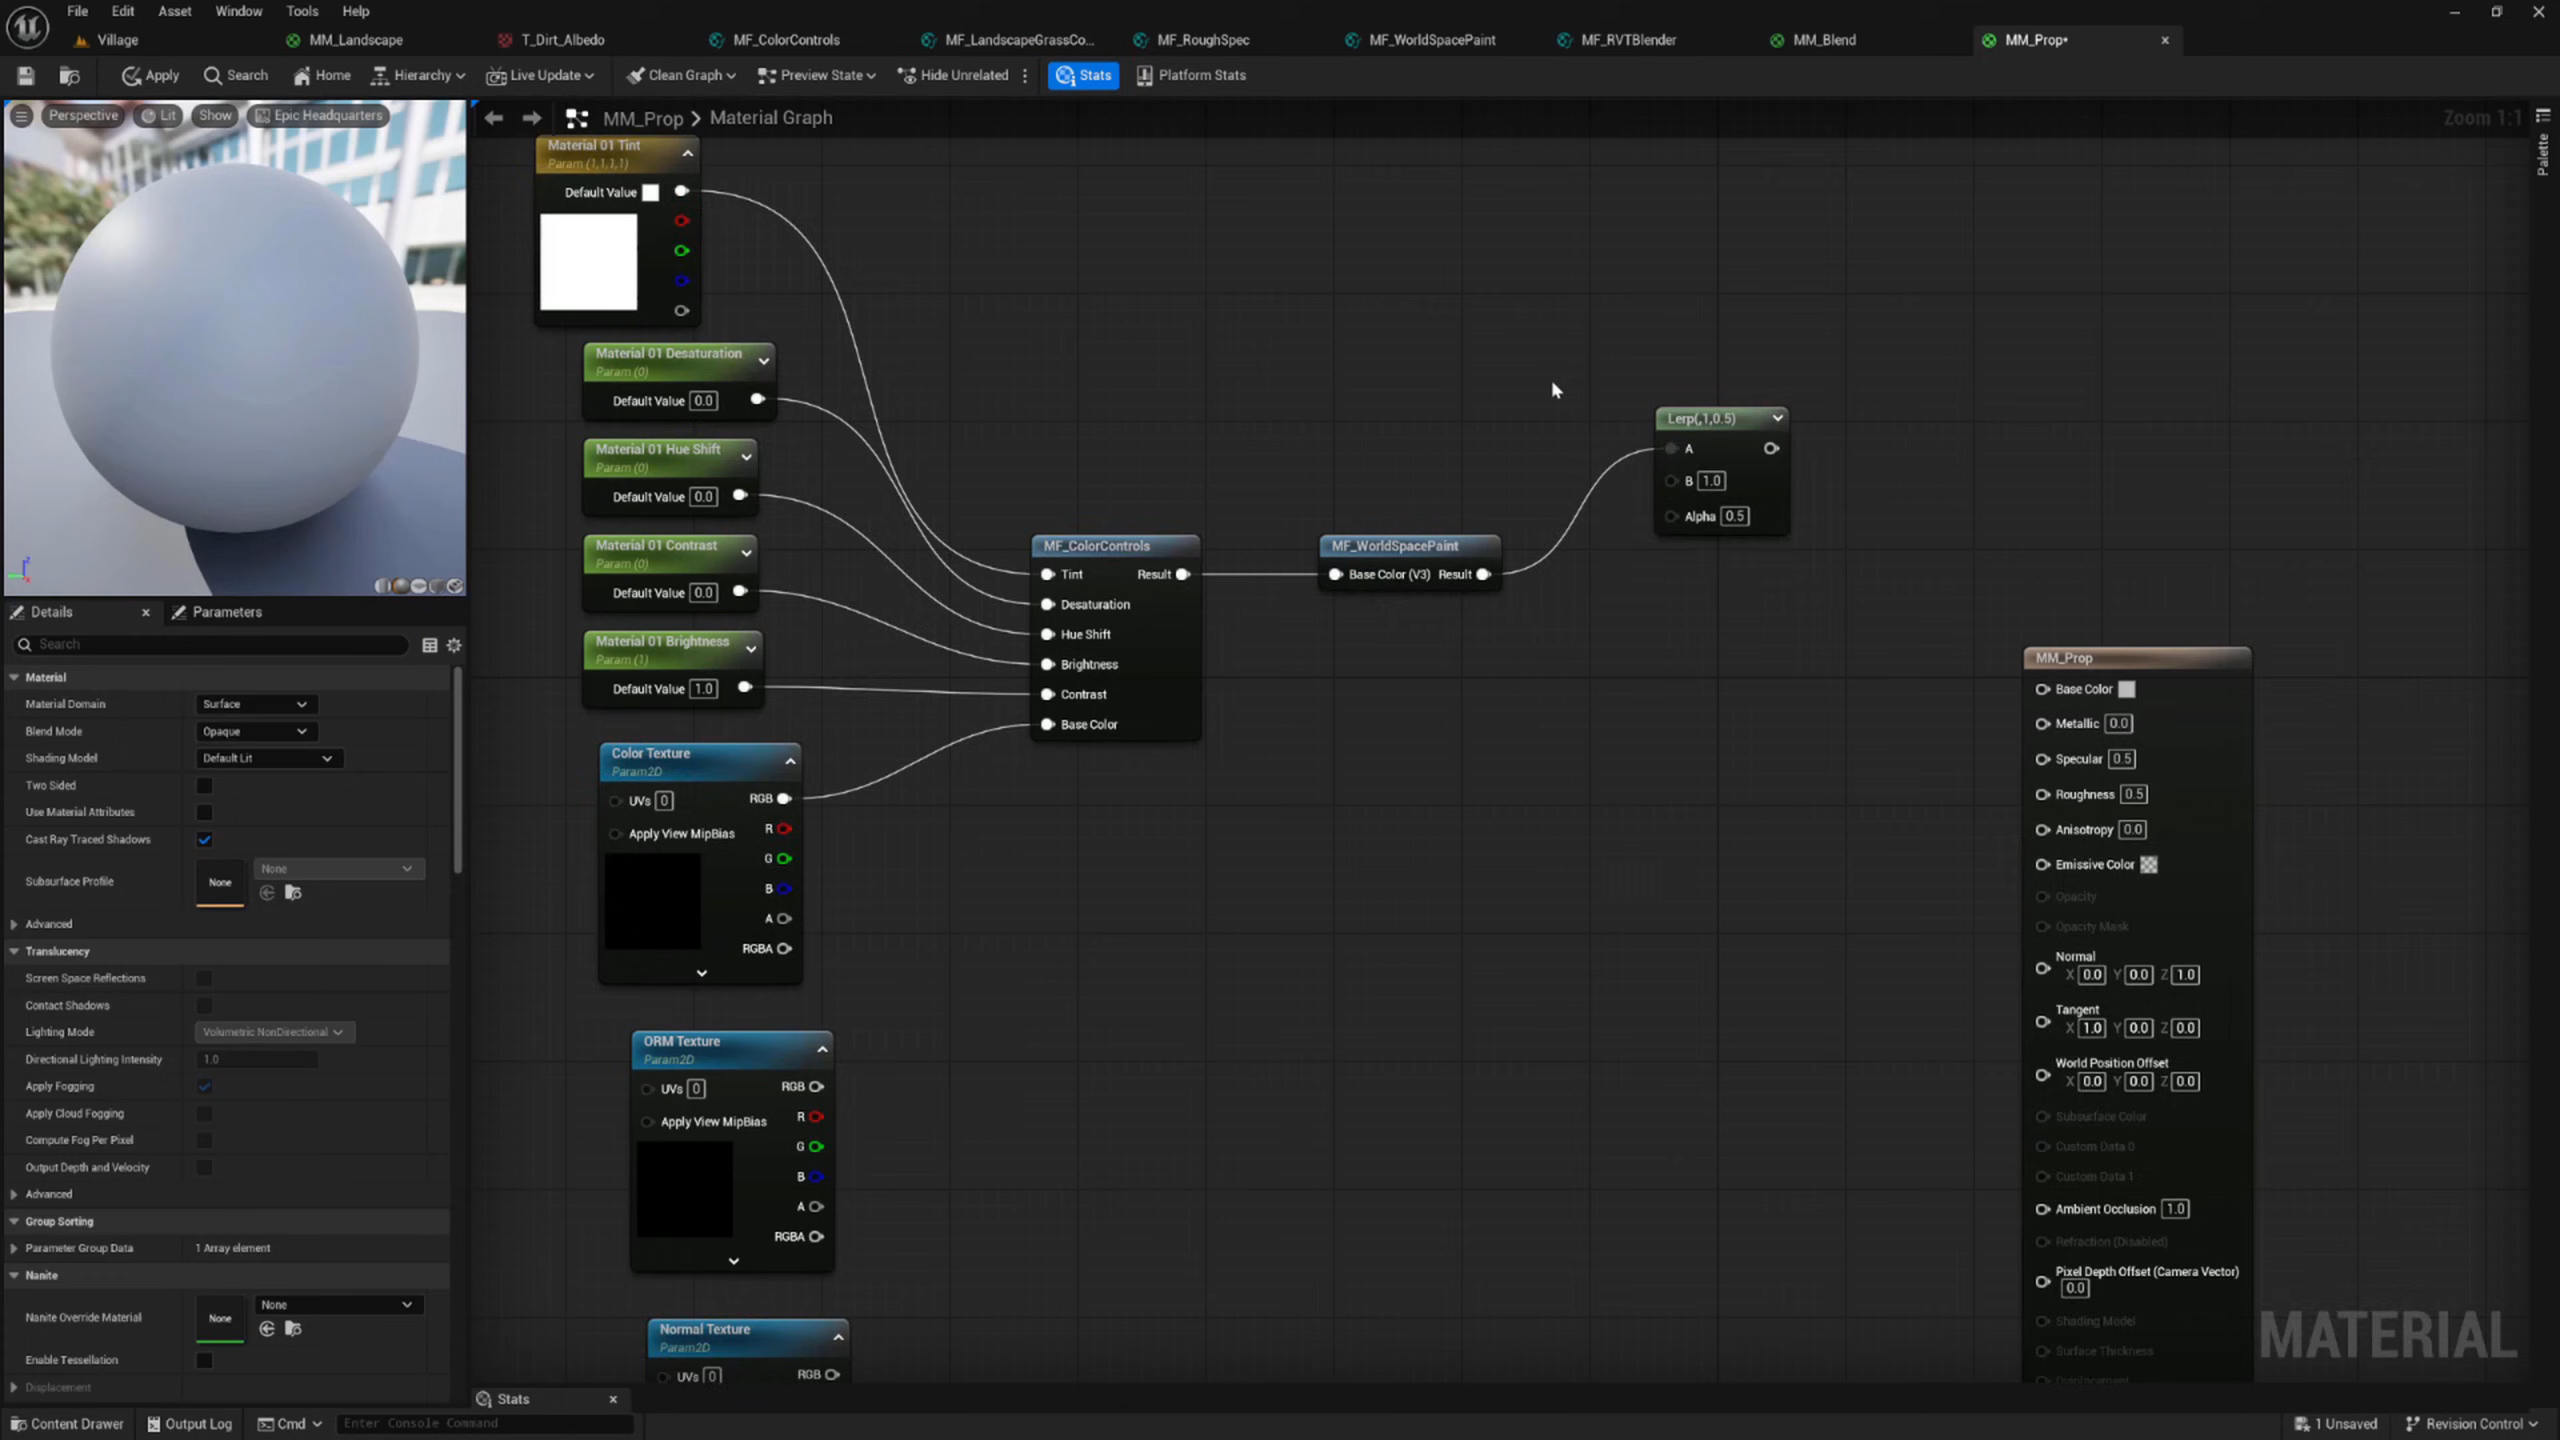 File Edit Asset Window Tools Help
Village MM_Landscape T_Dirt_Albedo MF_ColorControls MF_LandscapeGrassCo... MF_RoughSpec MF_WorldSpacePaint MF_RVTBlender MM_Blend MM_Prop*
Apply Search Home Hierarchy Live Update Clean Graph Preview State Hide Unrelated Stats Platform Stats
Perspective Lit Show Epic Headquarters
MM_Prop > Material Graph
Zoom 1:1
Palette
Material 01 Tint
Param (1,1,1,1)
Default Value
Material 01 Desaturation
Param (0)
Default Value 0.0
Material 01 Hue Shift
Param (0)
Default Value 0.0
Material 01 Contrast
Param (0)
Default Value 0.0
Material 01 Brightness
Param (1)
Default Value 1.0
Color Texture
Param2D
UVs 0 RGB
R
Apply View MipBias
G
B
A
RGBA
ORM Texture
Param2D
UVs 0 RGB
R
Apply View MipBias
G
B
A
RGBA
Normal Texture
Param2D
UVs 0 RGB
MF_ColorControls
Tint Result
Desaturation
Hue Shift
Brightness
Contrast
Base Color
MF_WorldSpacePaint
Base Color (V3) Result
Lerp(,1,0.5)
A
B 1.0
Alpha 0.5
MM_Prop
Base Color
Metallic 0.0
Specular 0.5
Roughness 0.5
Anisotropy 0.0
Emissive Color
Opacity
Opacity Mask
Normal
X 0.0 Y 0.0 Z 1.0
Tangent
X 1.0 Y 0.0 Z 0.0
World Position Offset
X 0.0 Y 0.0 Z 0.0
Subsurface Color
Custom Data 0
Custom Data 1
Ambient Occlusion 1.0
Refraction (Disabled)
Pixel Depth Offset (Camera Vector)
0.0
Shading Model
Surface Thickness
Displacement
MATERIAL
Details Parameters
Search
Material
Material Domain Surface
Blend Mode Opaque
Shading Model Default Lit
Two Sided
Use Material Attributes
Cast Ray Traced Shadows
None
Subsurface Profile None
Advanced
Translucency
Screen Space Reflections
Contact Shadows
Lighting Mode Volumetric NonDirectional
Directional Lighting Intensity 1.0
Apply Fogging
Apply Cloud Fogging
Compute Fog Per Pixel
Output Depth and Velocity
Advanced
Group Sorting
Parameter Group Data 1 Array element
Nanite
None
Nanite Override Material None
Enable Tessellation
Displacement
Stats
Content Drawer Output Log Cmd Enter Console Command 1 Unsaved Revision Control